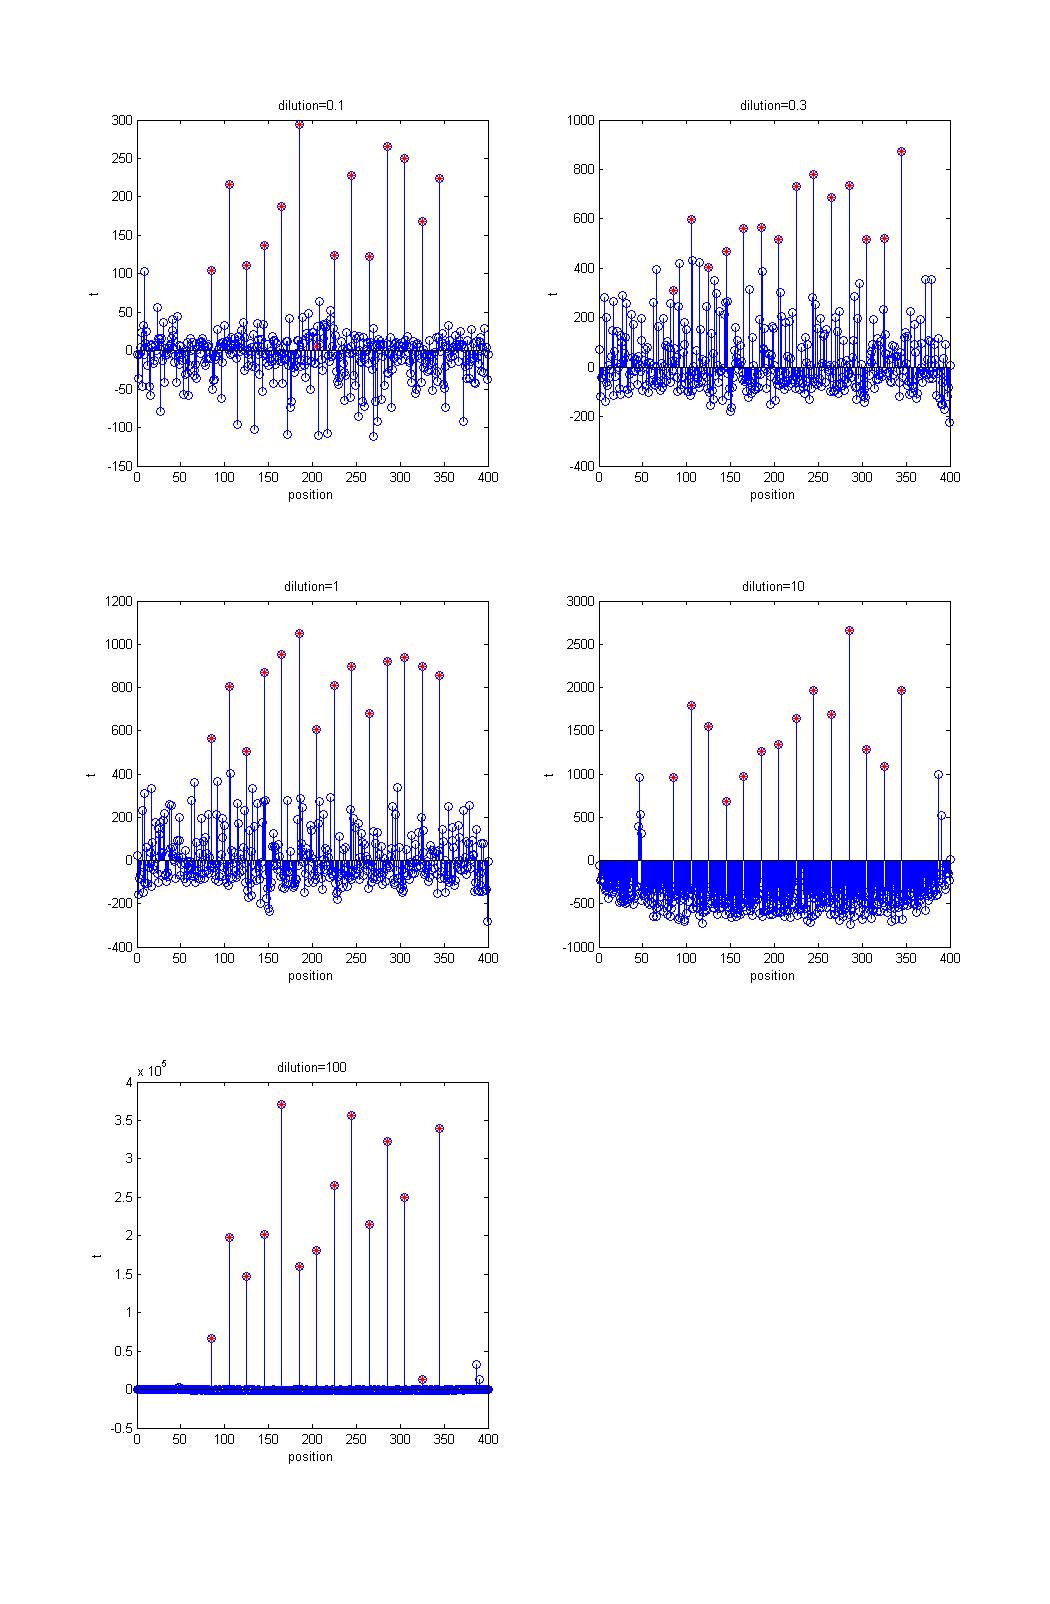 dilution=0.1
300
250
200
150
100
50
0
-50
-100
-150
t
0 50 100 150 200 250 300 350 400
position
dilution=0.3
1000
800
600
400
200
0
-200
-400
t
0 50 100 150 200 250 300 350 400
position
dilution=1
1200
1000
800
600
400
200
0
-200
-400
t
0 50 100 150 200 250 300 350 400
position
dilution=10
3000
2500
2000
1500
1000
500
0
-500
-1000
t
0 50 100 150 200 250 300 350 400
position
dilution=100
x 10^5
4
3.5
3
2.5
2
1.5
1
0.5
0
-0.5
t
0 50 100 150 200 250 300 350 400
position